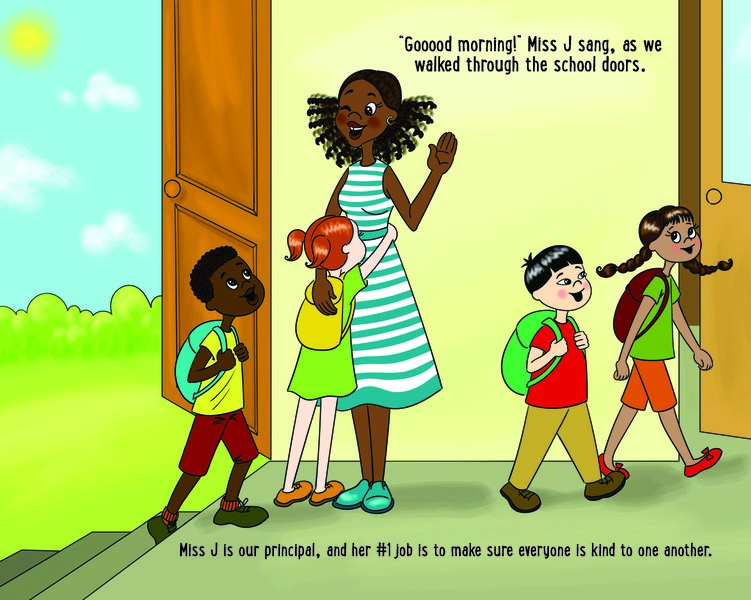 "Gooood morning!" Miss J sang, as we
walked through the school doors.
Miss J is our principal, and her #1 job is to make sure everyone is kind to one another.